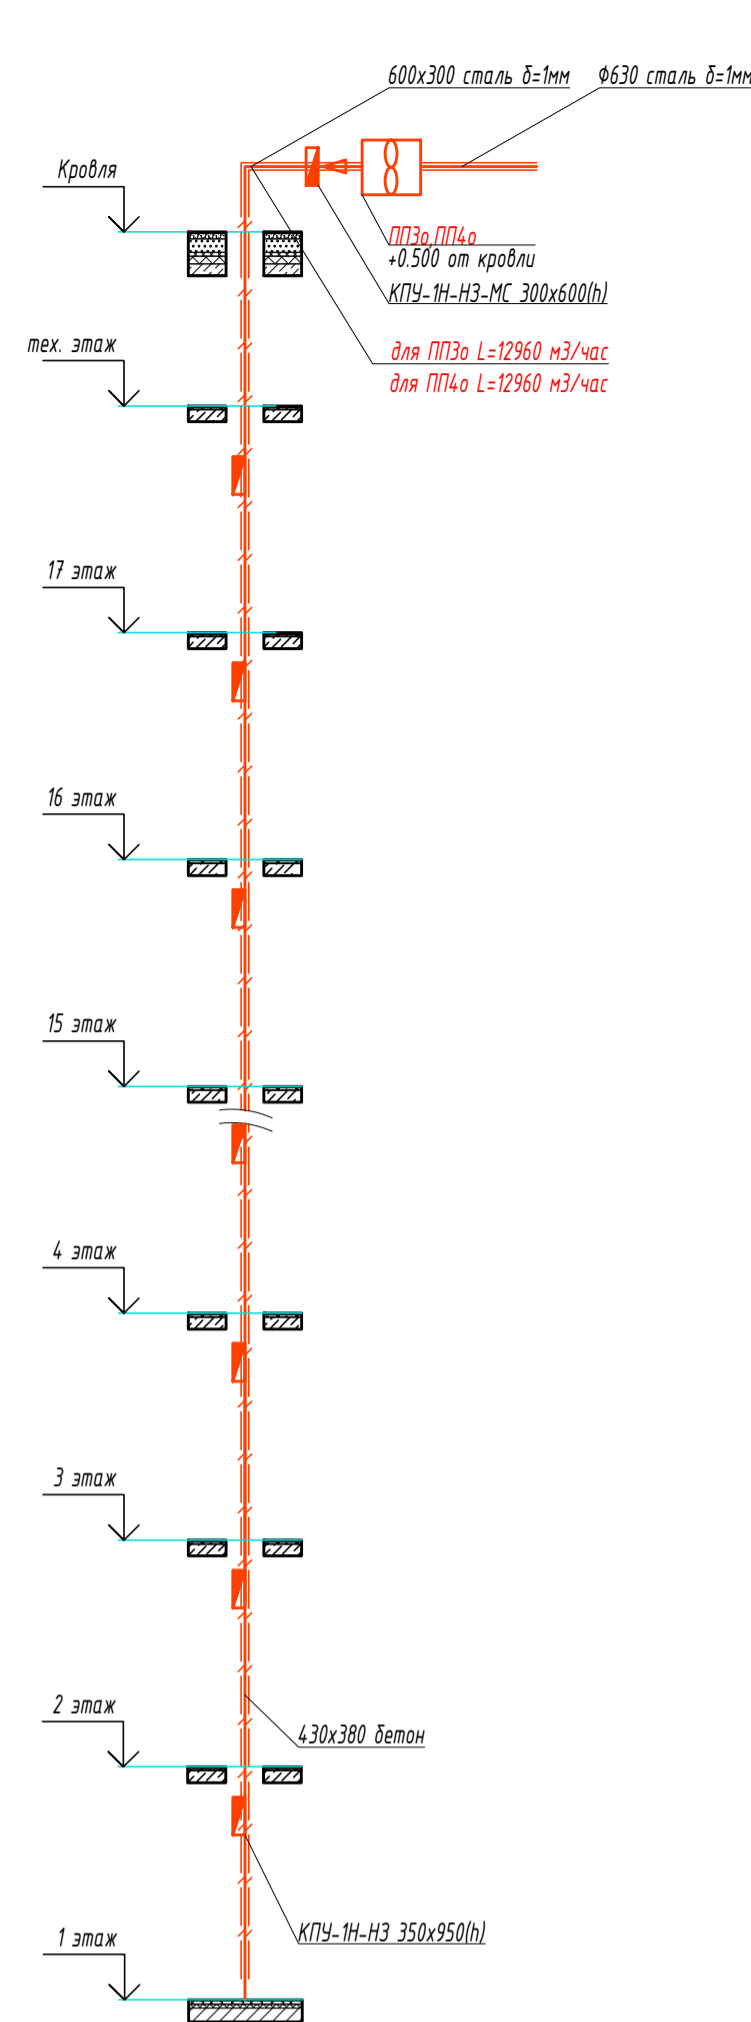 600х300 сталь δ=1мм
Ф630 сталь δ=1мм
Кровля
ПП3о,ПП4о
+0.500 от кровли
КПУ-1Н-НЗ-МС 300х600(h)
тех. этаж
для ПП3о L=12960 м3/час
для ПП4о L=12960 м3/час
17 этаж
16 этаж
15 этаж
4 этаж
3 этаж
2 этаж
430х380 бетон
КПУ-1Н-НЗ 350х950(h)
1 этаж